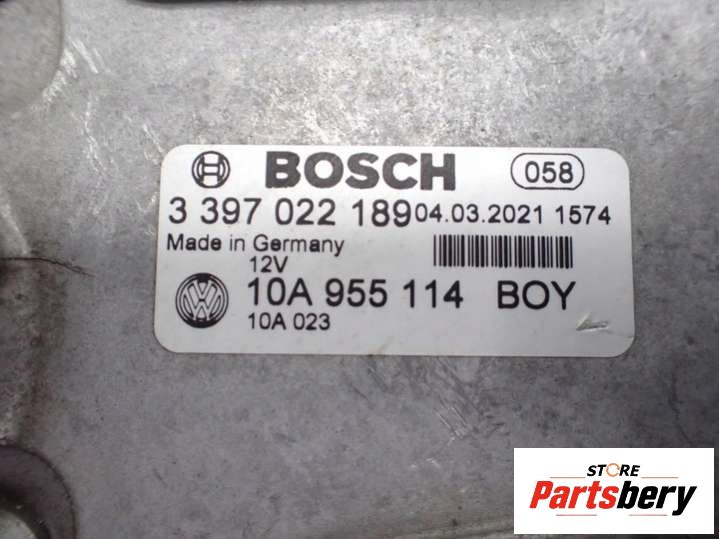 BOSCH 058
3 397 022 189 04.03.2021 1574
Made in Germany
12V
10A 955 114 BOY
10A 023
STORE
Partsbery